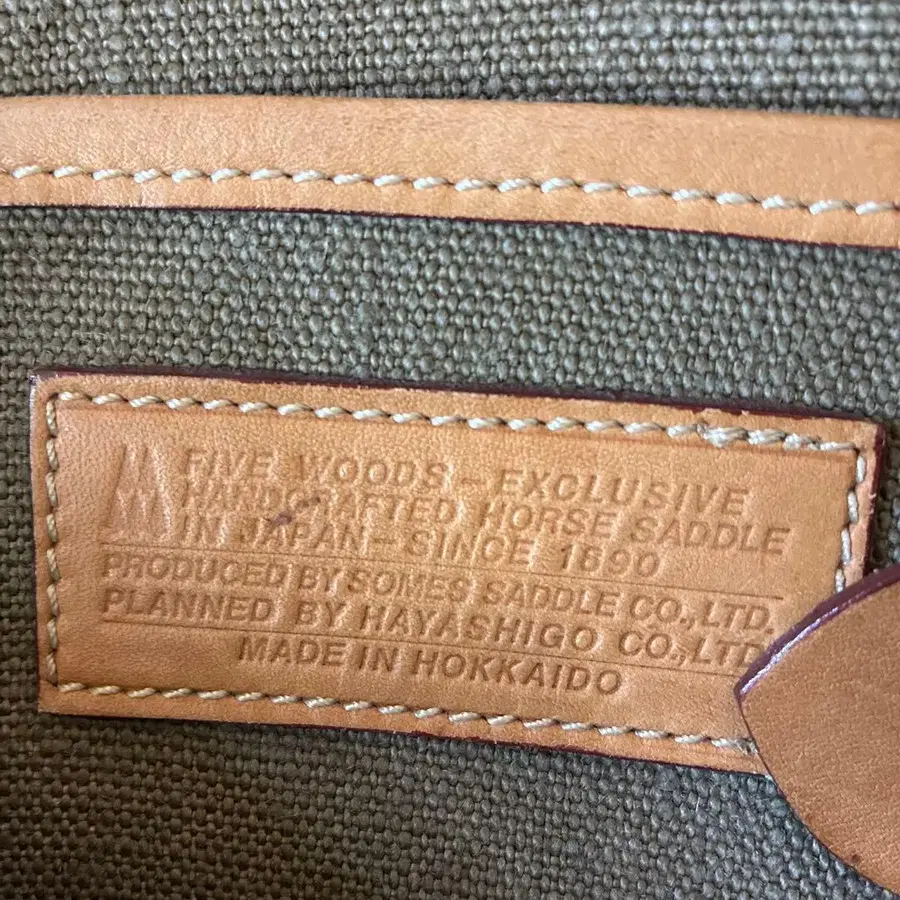 FIVE WOODS - EXCLUSIVE
HANDCRAFTED HORSE SADDLE
IN JAPAN - SINCE 1890
PRODUCED BY SOMES SADDLE CO.,LTD.
PLANNED BY HAYASHIGO CO.,LTD.
MADE IN HOKKAIDO